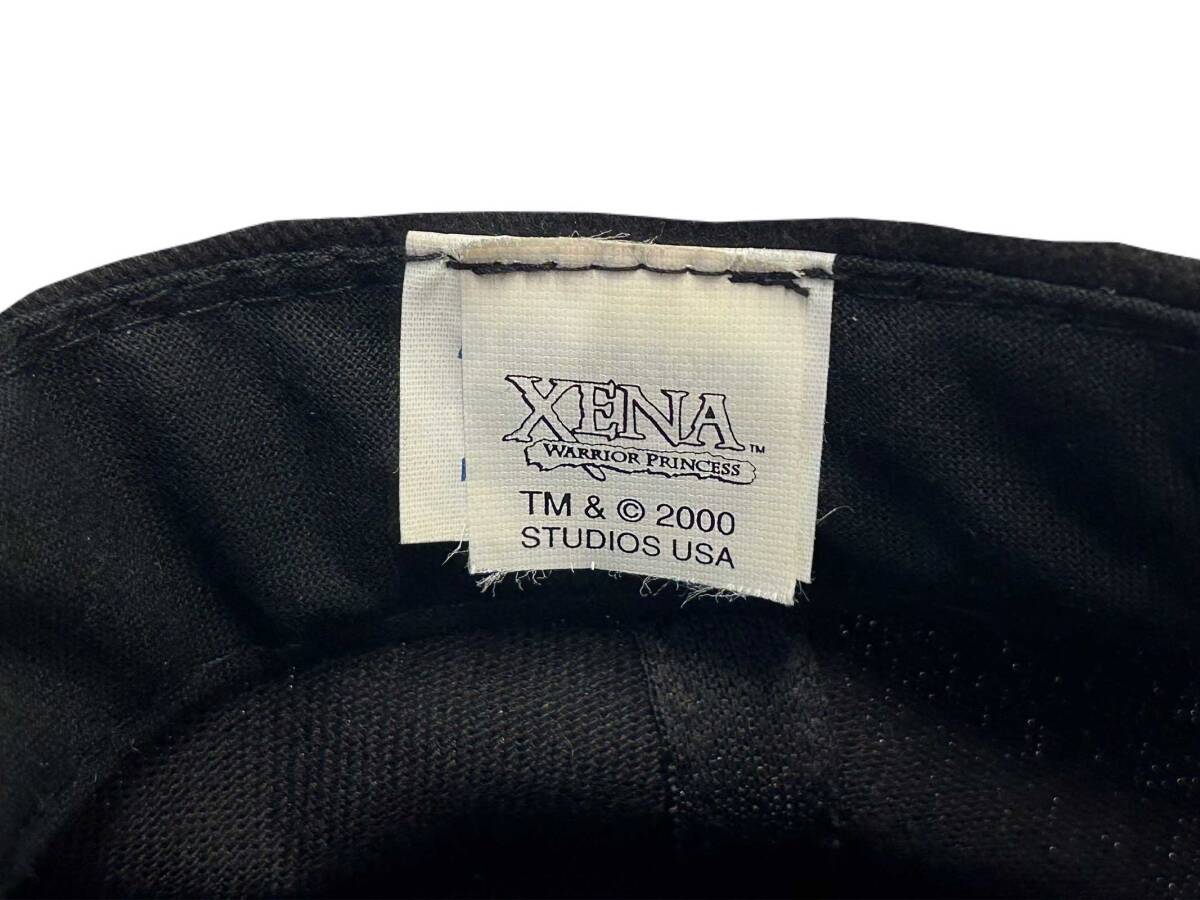 XENA™
WARRIOR PRINCESS
TM & © 2000
STUDIOS USA